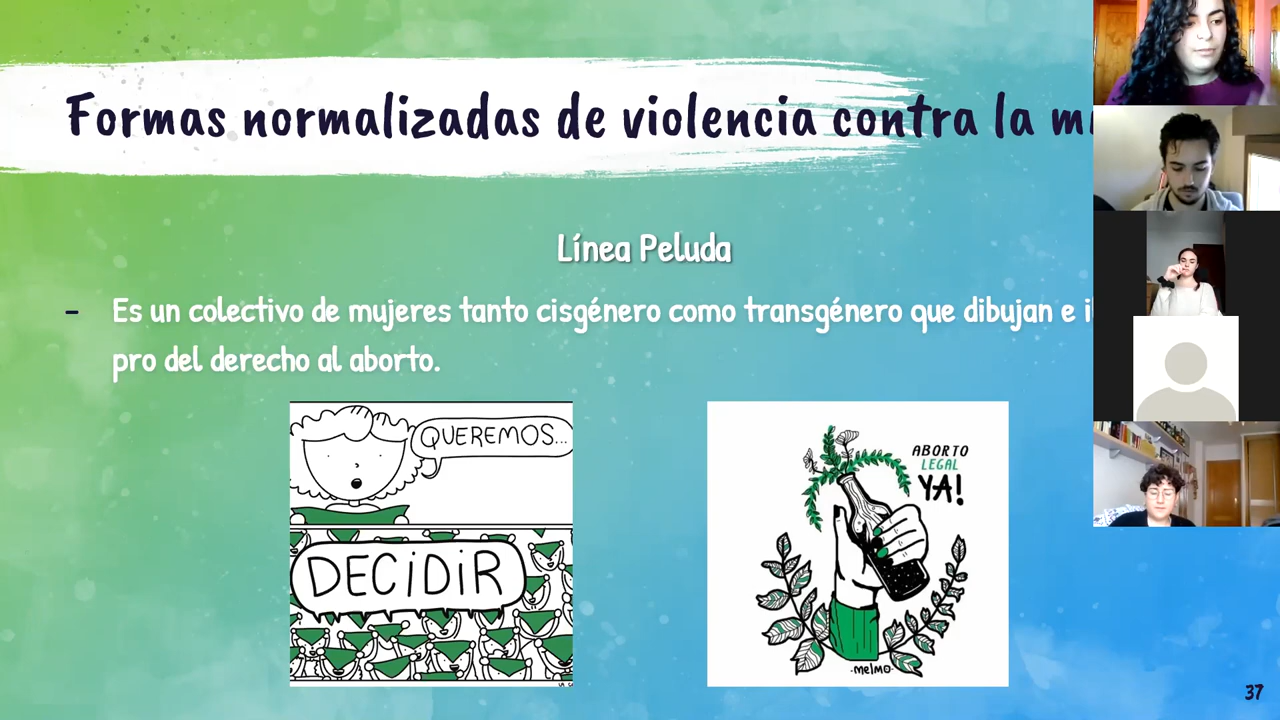 Formas normalizadas de violencia contra la
Línea Peluda
- Es un colectivo de mujeres tanto cisgénero como transgénero que dibujan e
pro del derecho al aborto.
QUEREMOS...
DECIDIR
ABORTO
LEGAL
YA!
-MelMO-
37